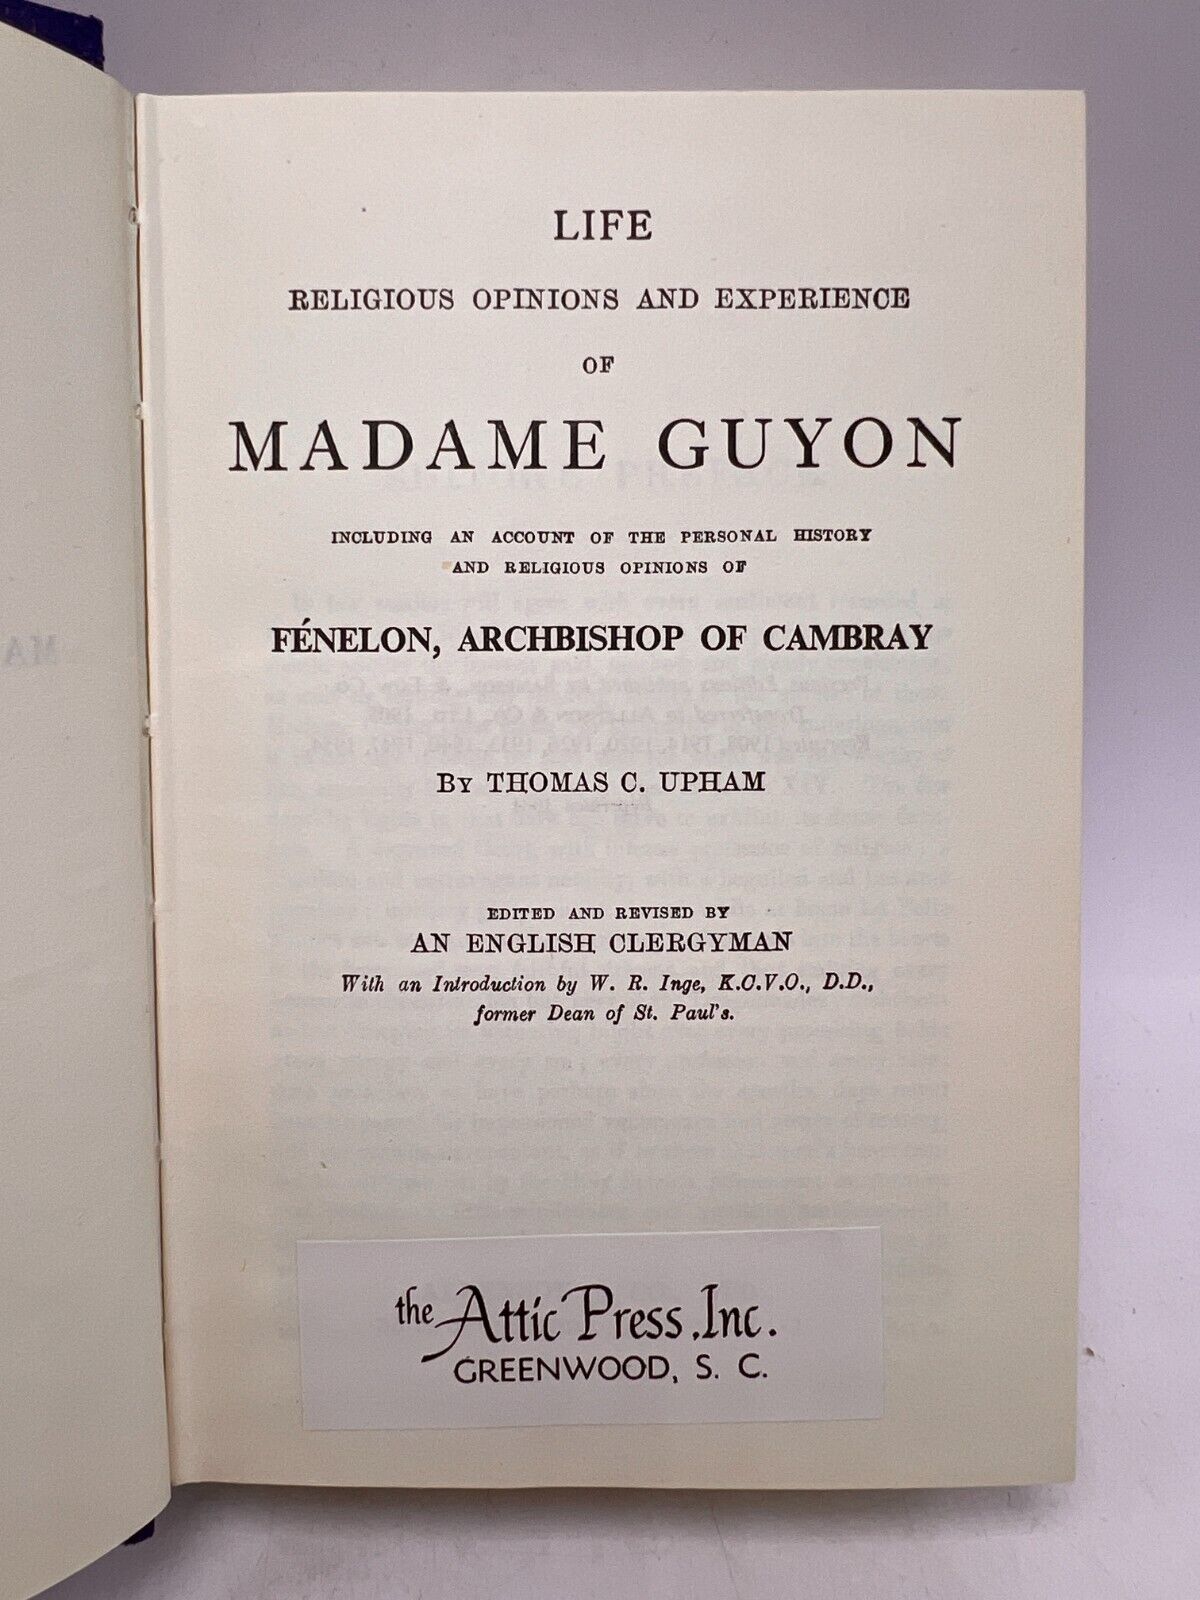 LIFE
RELIGIOUS OPINIONS AND EXPERIENCE
OF
MADAME GUYON
INCLUDING AN ACCOUNT OF THE PERSONAL HISTORY
AND RELIGIOUS OPINIONS OF
FÉNELON, ARCHBISHOP OF CAMBRAY
BY THOMAS C. UPHAM
EDITED AND REVISED BY
AN ENGLISH CLERGYMAN
With an Introduction by W. R. Inge, K.C.V.O., D.D.,
former Dean of St. Paul's.
the Attic Press, Inc.
GREENWOOD, S. C.